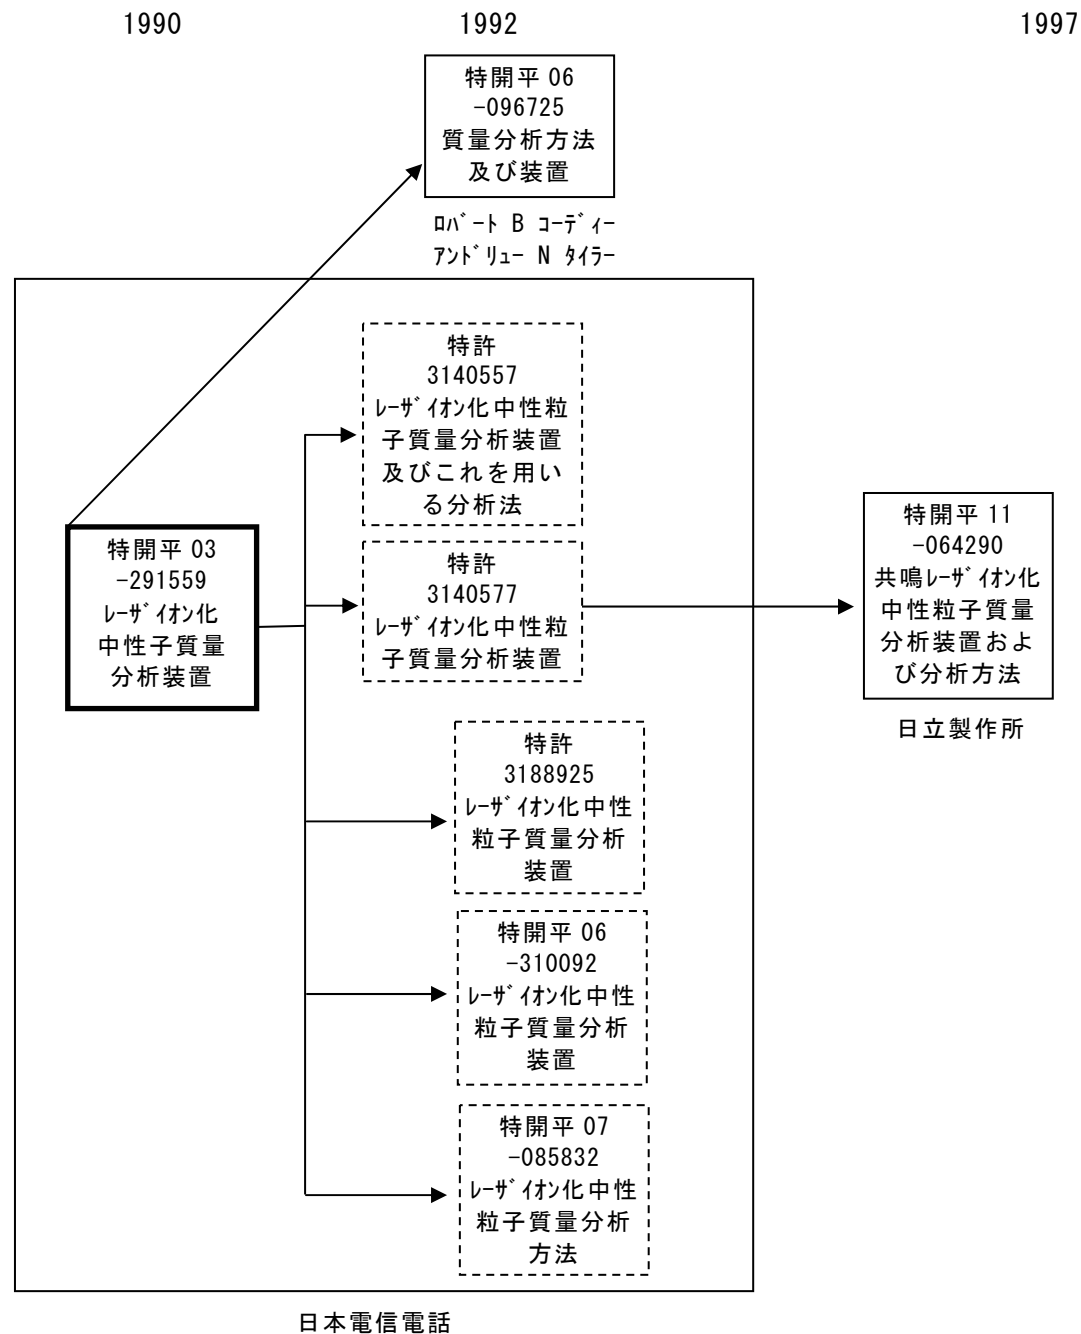 1990
1992
1997
特開平 06
-096725
質量分析方法
及び装置
ﾛﾊﾞｰﾄ B ｺｰﾃﾞｨｰ
ｱﾝﾄﾞﾘｭｰ N ﾀｲﾗｰ
特許
3140557
ﾚｰｻﾞｲｵﾝ化中性粒
子質量分析装置
及びこれを用い
る分析法
特開平 03
-291559
ﾚｰｻﾞｲｵﾝ化
中性子質量
分析装置
特許
3140577
ﾚｰｻﾞｲｵﾝ化中性粒
子質量分析装置
特開平 11
-064290
共鳴ﾚｰｻﾞｲｵﾝ化
中性粒子質量
分析装置およ
び分析方法
日立製作所
特許
3188925
ﾚｰｻﾞｲｵﾝ化中性
粒子質量分析
装置
特開平 06
-310092
ﾚｰｻﾞｲｵﾝ化中性
粒子質量分析
装置
特開平 07
-085832
ﾚｰｻﾞｲｵﾝ化中性
粒子質量分析
方法
日本電信電話